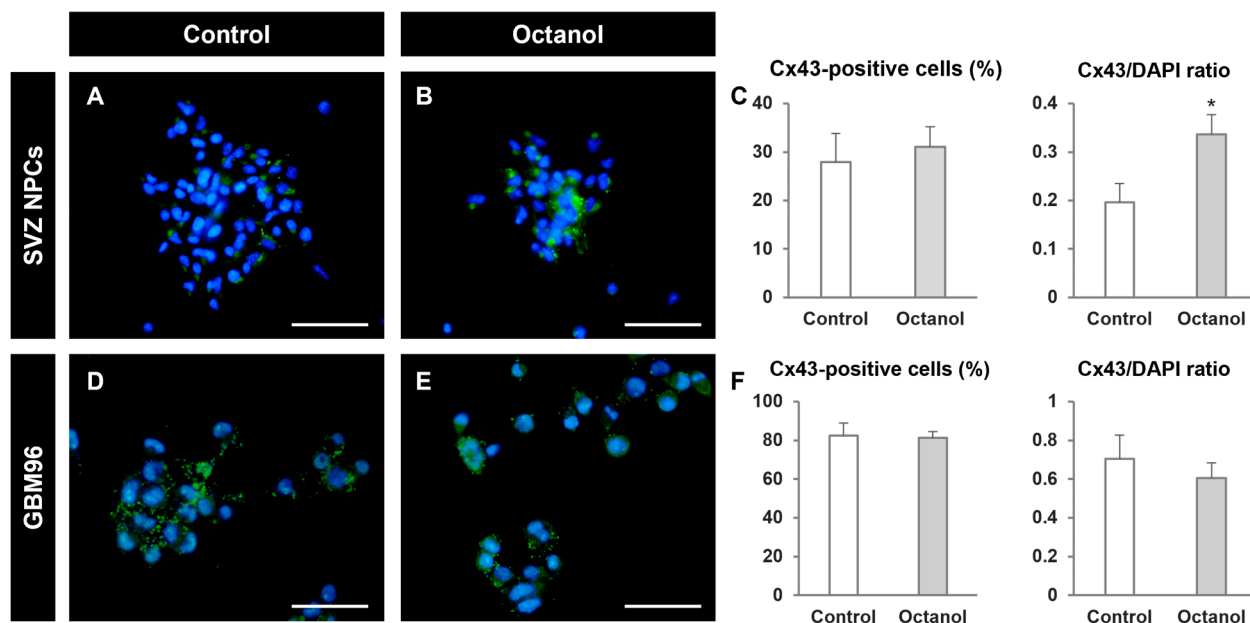 Control
Octanol
SVZ NPCs
A
B
C
Cx43-positive cells (%)
40
30
20
10
0
Control
Octanol
Cx43/DAPI ratio
0.4
*
0.3
0.2
0.1
0
Control
Octanol
GBM96
D
E
F
Cx43-positive cells (%)
100
80
60
40
20
0
Control
Octanol
Cx43/DAPI ratio
1
0.8
0.6
0.4
0.2
0
Control
Octanol